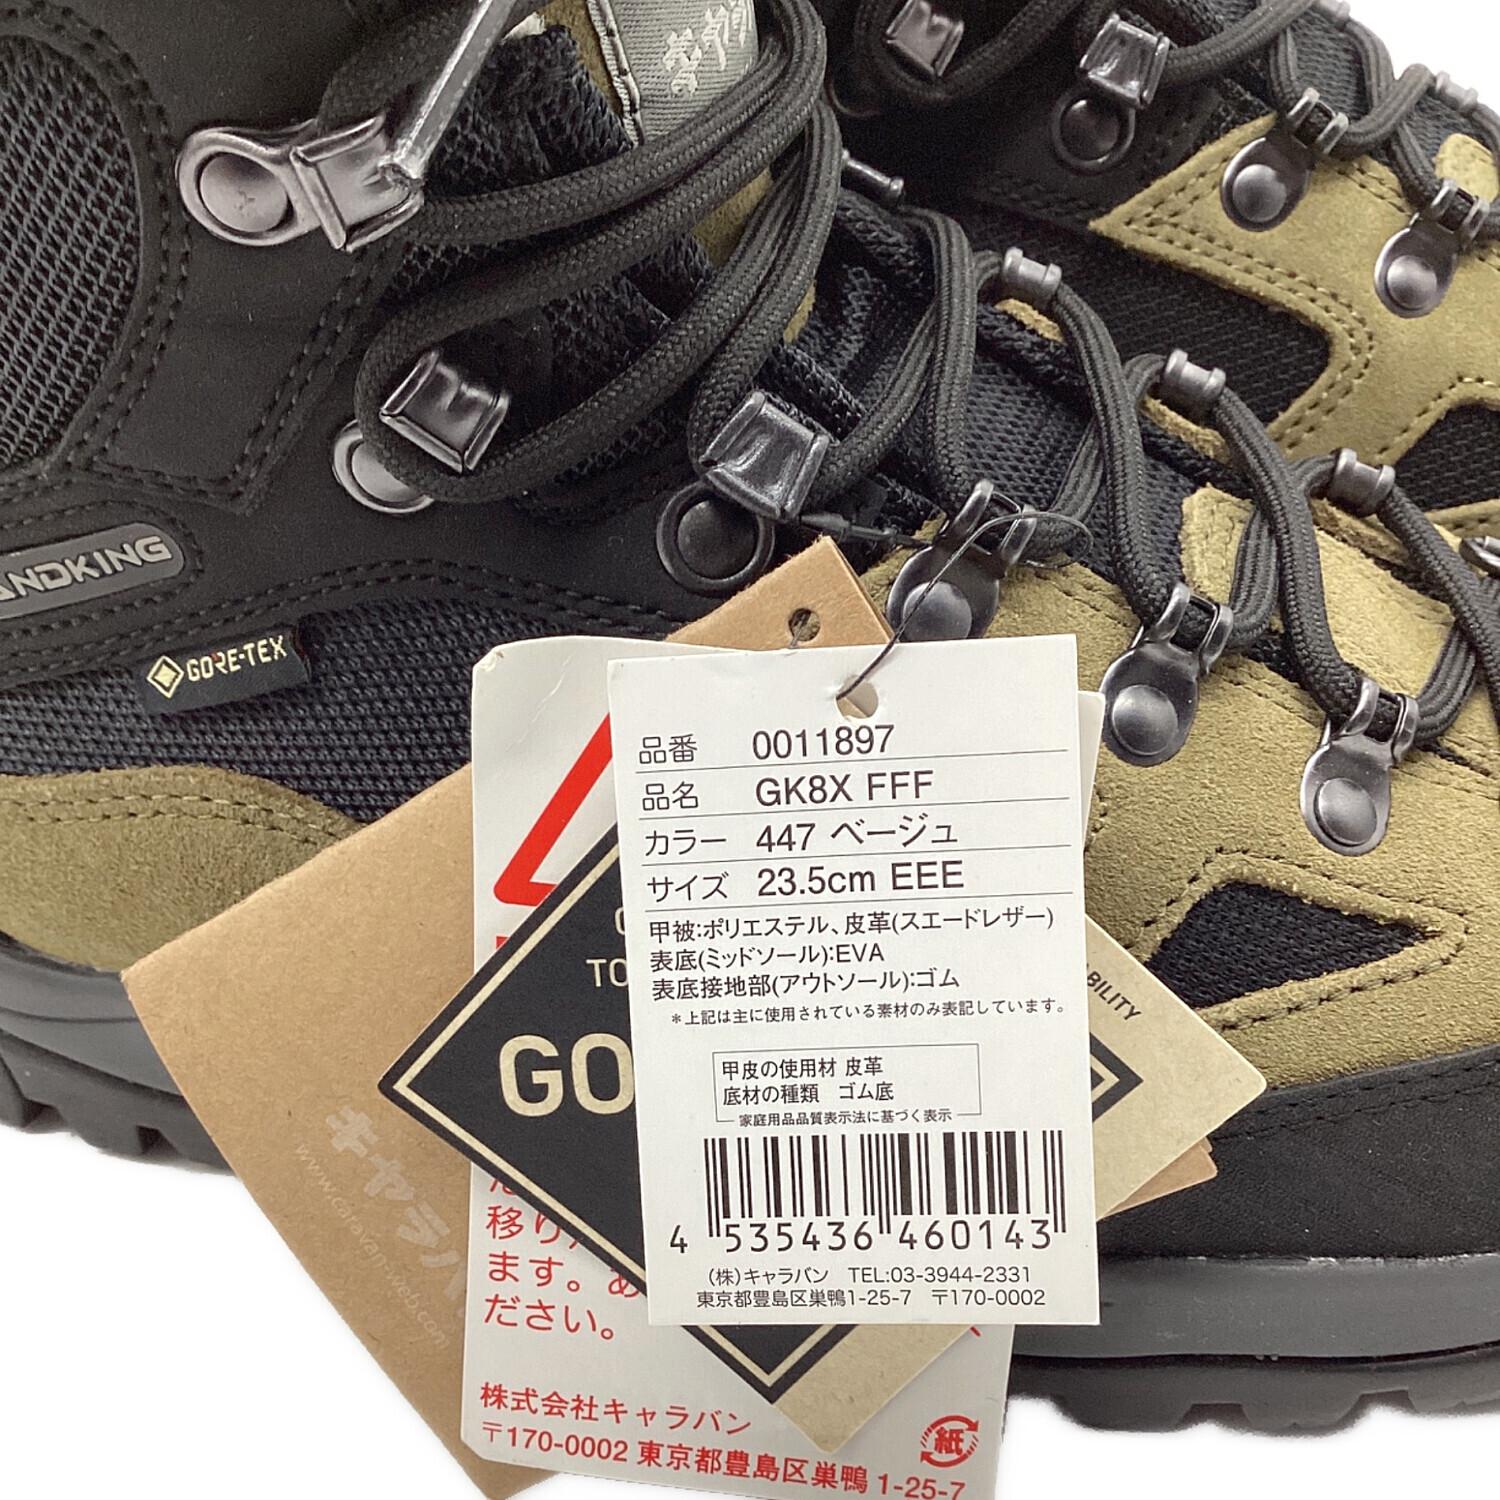 GORE-TEX
品番 0011897
品名 GK8X FFF
カラー 447 ベージュ
サイズ 23.5cm EEE
甲被:ポリエステル、皮革(スエードレザー)
表底(ミッドソール):EVA
表底接地部(アウトソール):ゴム
＊上記は主に使用されている素材のみ表記しています。
甲皮の使用材 皮革
底材の種類 ゴム底
家庭用品品質表示法に基づく表示
4 535436 460143
(株)キャラバン TEL:03-3944-2331
東京都豊島区巣鴨1-25-7 〒170-0002
GO
キャラバ
www.caravan-web.com
移り
ます。あ
ださい。
株式会社キャラバン
〒170-0002 東京都豊島区巣鴨 1-25-7
紙